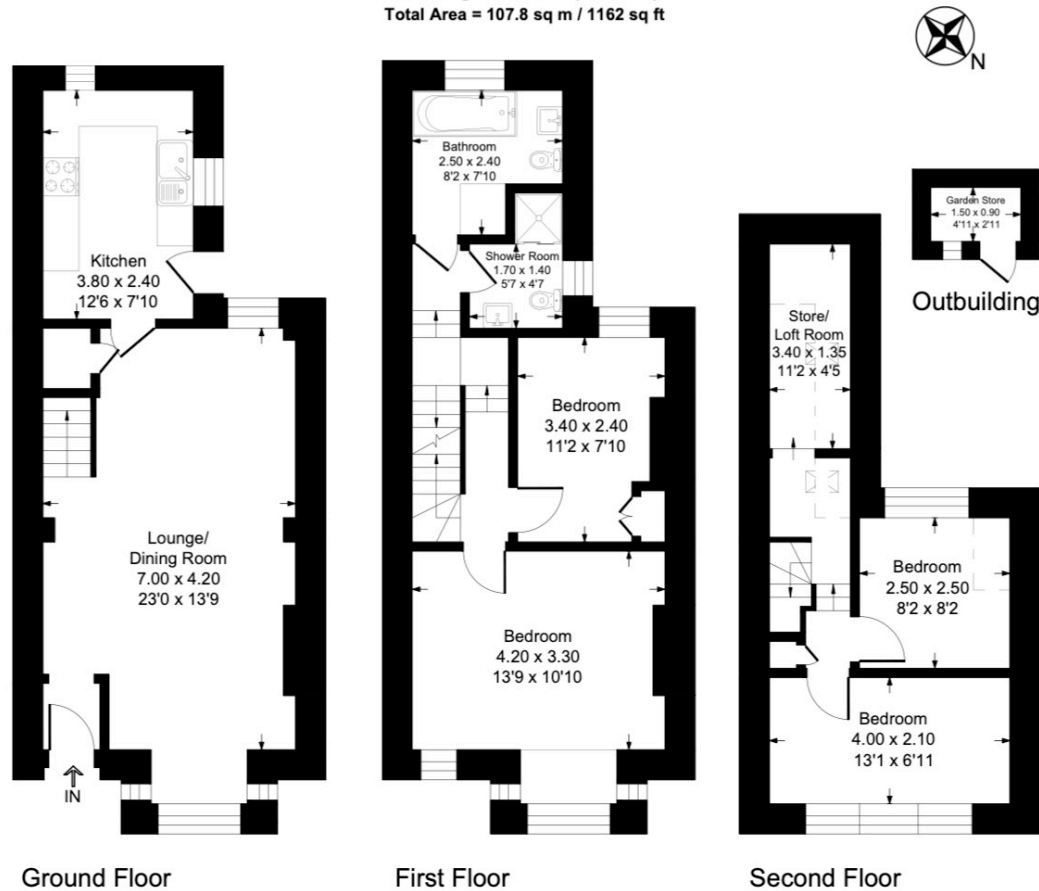 Total Area = 107.8 sq m / 1162 sq ft
N
Kitchen
3.80 x 2.40
12'6 x 7'10
Lounge/
Dining Room
7.00 x 4.20
23'0 x 13'9
IN
Ground Floor
Bathroom
2.50 x 2.40
8'2 x 7'10
Shower Room
1.70 x 1.40
5'7 x 4'7
Bedroom
3.40 x 2.40
11'2 x 7'10
Bedroom
4.20 x 3.30
13'9 x 10'10
First Floor
Store/
Loft Room
3.40 x 1.35
11'2 x 4'5
Bedroom
2.50 x 2.50
8'2 x 8'2
Bedroom
4.00 x 2.10
13'1 x 6'11
Second Floor
Garden Store
1.50 x 0.90
4'11 x 2'11
Outbuilding